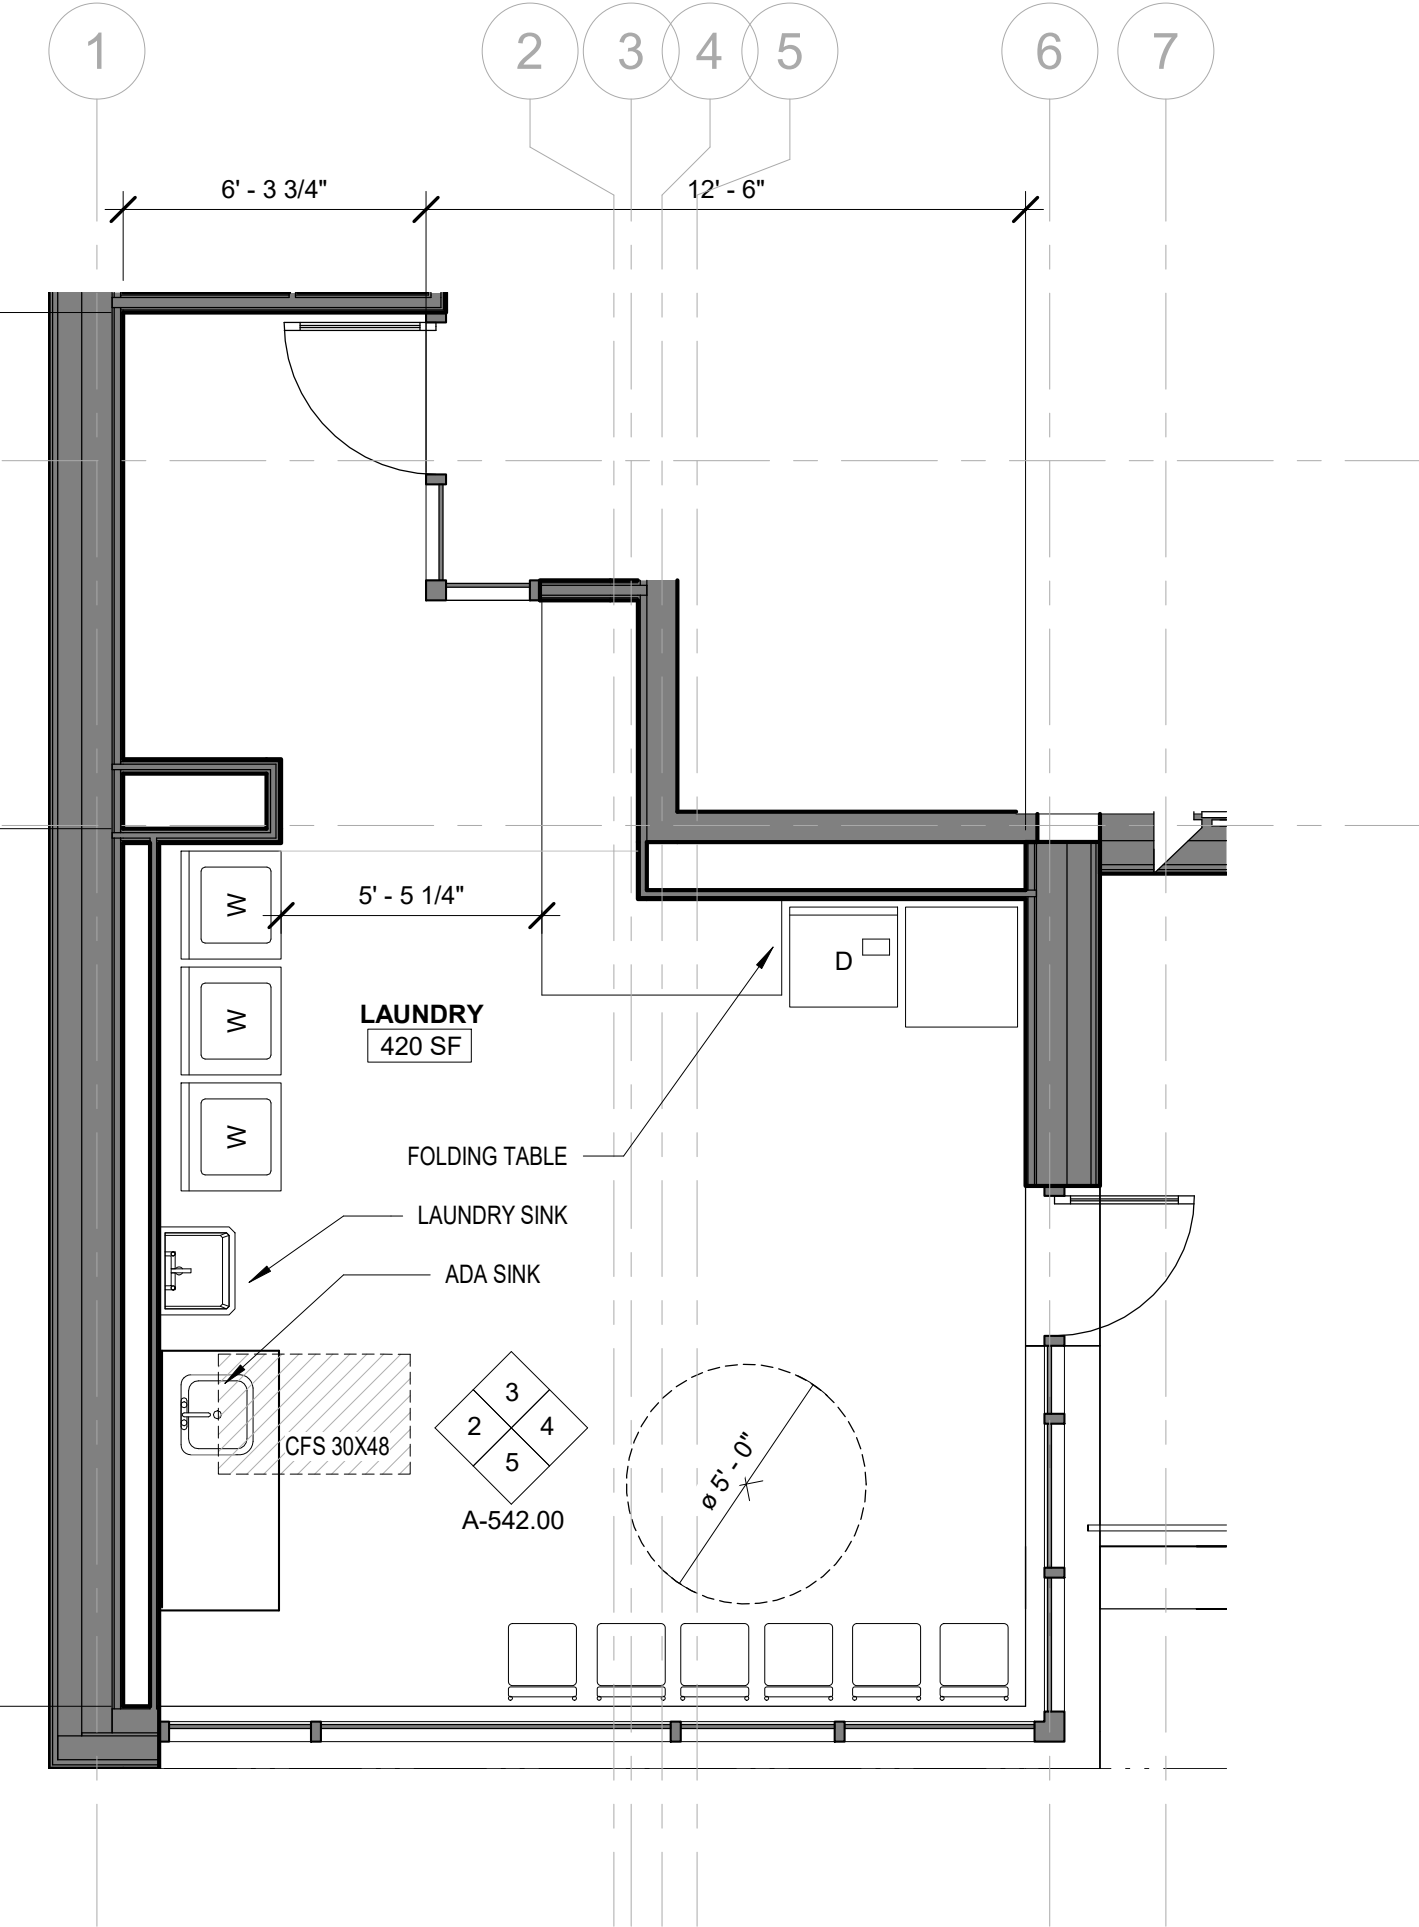 1
2
3
4
5
6
7
6' - 3 3/4"
12' - 6"
W
5' - 5 1/4"
D
LAUNDRY
420 SF
W
W
FOLDING TABLE
LAUNDRY SINK
ADA SINK
3
2
4
5
CFS 30X48
ø 5' - 0"
A-542.00